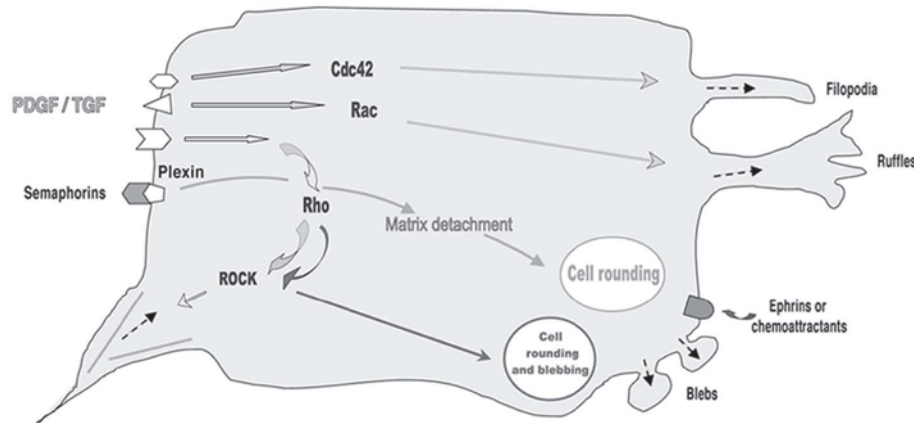 Cdc42
Filopodia
PDGF / TGF
Rac
Ruffles
Plexin
Semaphorins
Rho
Matrix detachment
Cell rounding
ROCK
Ephrins or
chemoattractants
Cell
rounding
and blebbing
Blebs